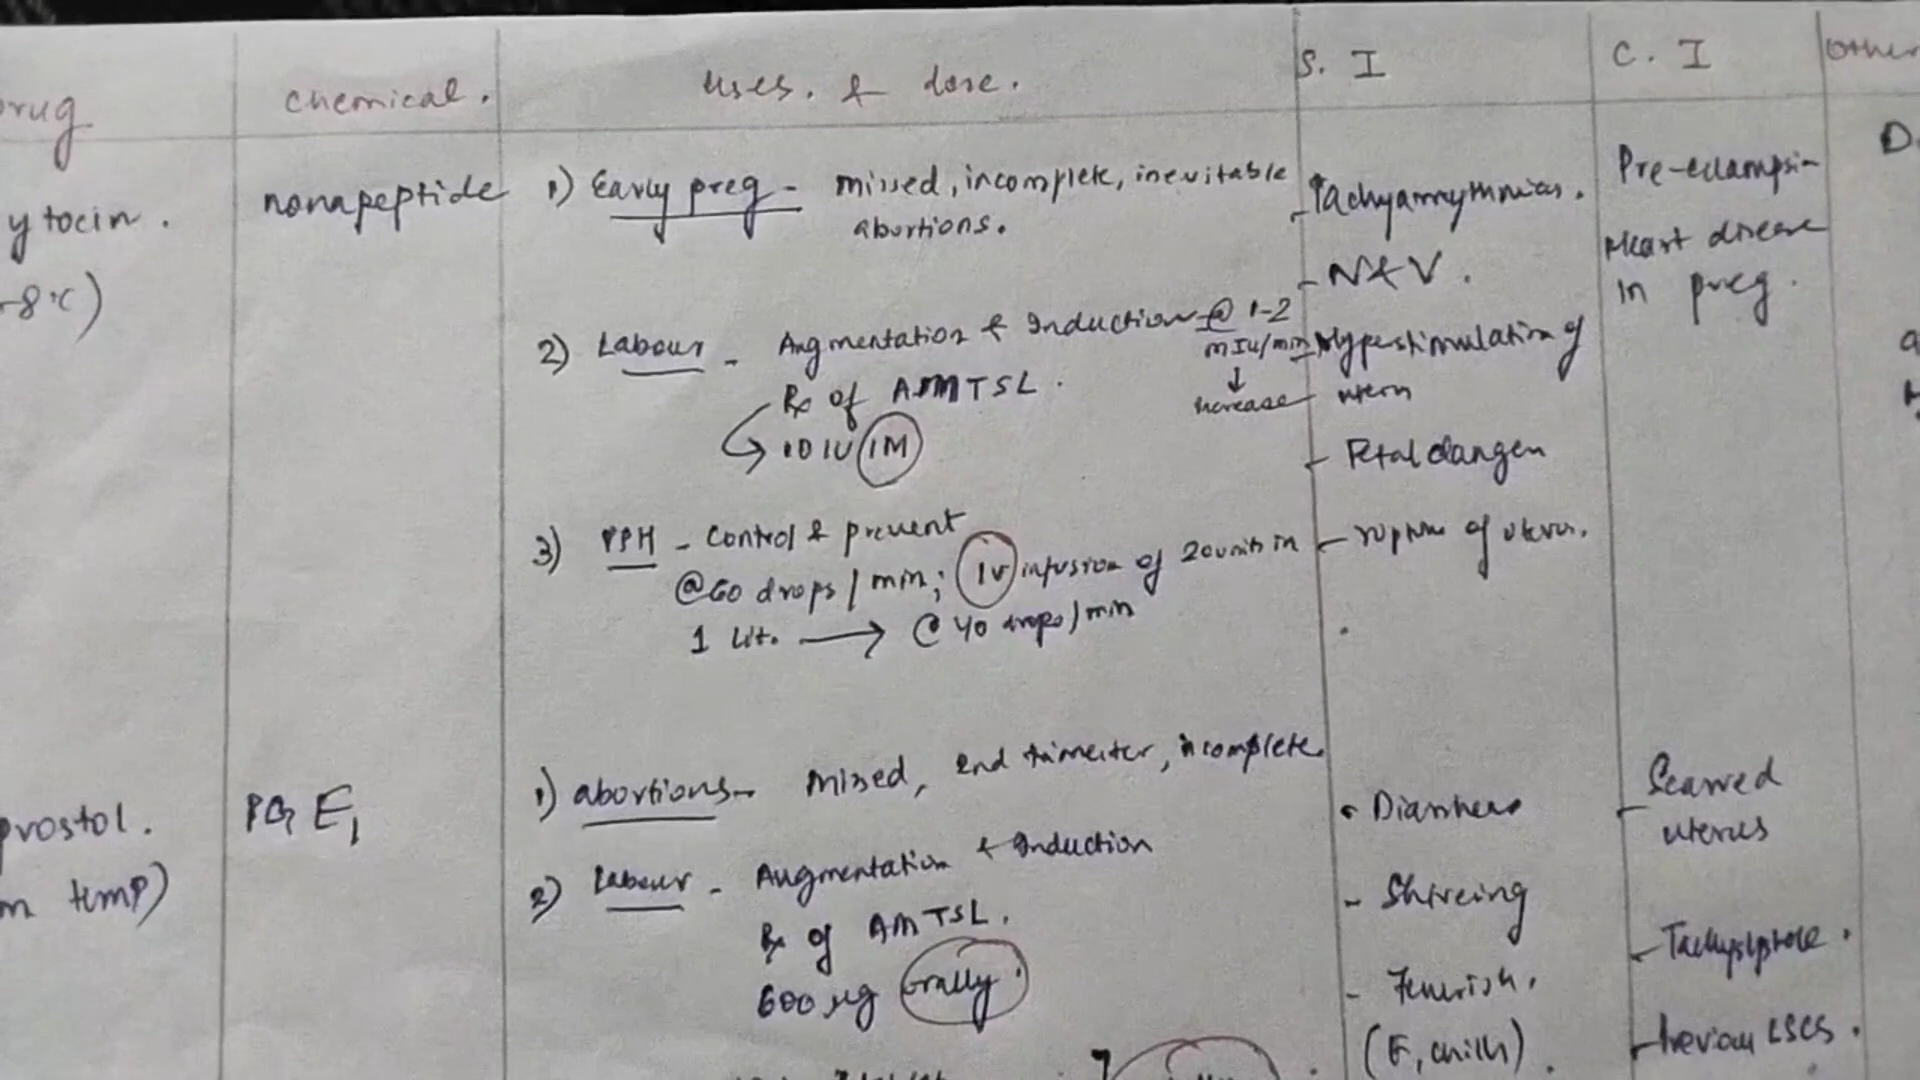 rug chemical. uses. & dose. S. I C. I other
ytocin. nonapeptide 1) Early preg - missed, incomplete, inevitable
abortions.
-8°C)
2) Labour - Augmentation & Induction @ 1-2
mIU/min
↓
increase
Rx of AMTSL.
10 IU IM
3) PPH - Control & prevent
@ 60 drops / min; IV infusion of 20 units in
1 Lit. → @ 40 drops/min
- Tachyarrhythmias.
- N & V.
- Hyperstimulation of
uterus
- Fetal danger
- rupture of uterus.
Pre-eclampsia
Heart disease
in preg.
D.
prostol. PG E1 1) abortions - Missed, 2nd trimester, incomplete
m temp)
2) Labour - Augmentation & Induction
Rx of AMTSL.
600 µg orally.
• Diarrhea
- Shivering
- Feverish.
(F, chills).
- Scarred
uterus
- Previous LSCS.